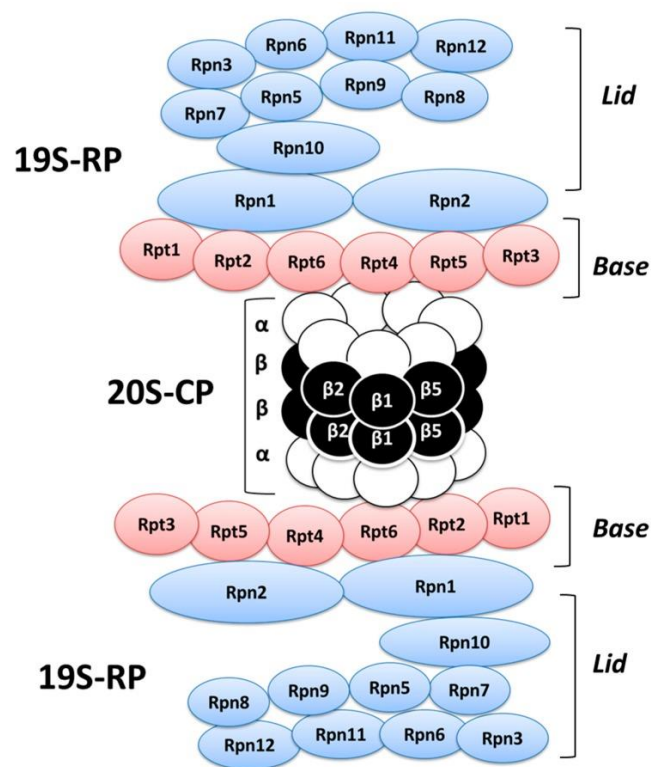 Rpn6 Rpn11 Rpn12
Rpn3
Rpn5 Rpn9 Rpn8
Rpn7
Lid
Rpn10
19S-RP
Rpn1 Rpn2
Rpt1 Rpt2 Rpt6 Rpt4 Rpt5 Rpt3
Base
α
β
20S-CP
β2 β1 β5
β
β2 β1 β5
α
Rpt3 Rpt5 Rpt4 Rpt6 Rpt2 Rpt1
Base
Rpn2 Rpn1
Rpn10
Lid
19S-RP
Rpn8 Rpn9 Rpn5 Rpn7
Rpn12 Rpn11 Rpn6 Rpn3